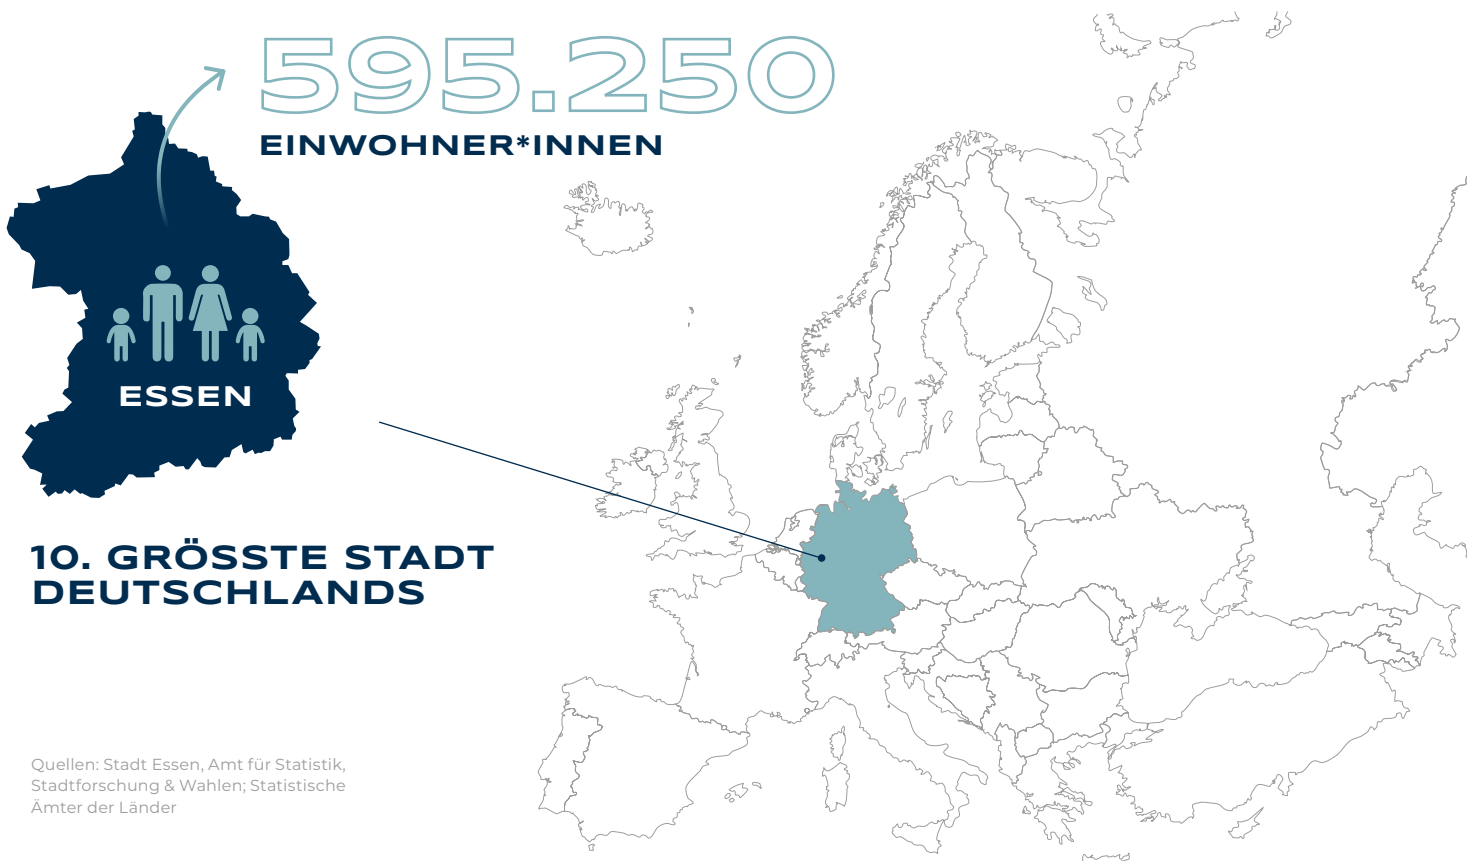 595.250
EINWOHNER*INNEN
ESSEN
10. GRÖSSTE STADT
DEUTSCHLANDS
Quellen: Stadt Essen, Amt für Statistik,
Stadtforschung & Wahlen; Statistische
Ämter der Länder